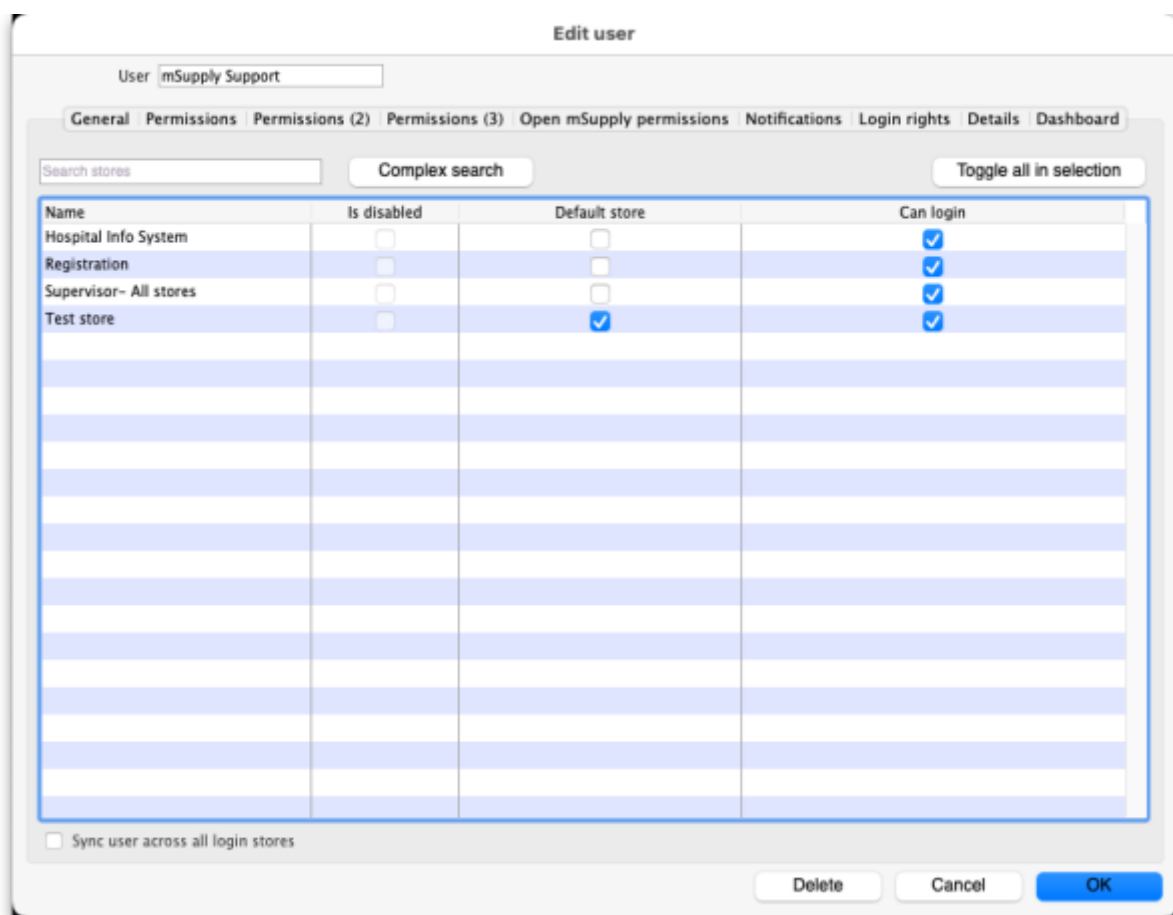 Edit user
User mSupply Support
General Permissions Permissions (2) Permissions (3) Open mSupply permissions Notifications Login rights Details Dashboard
Search stores Complex search Toggle all in selection
Name Is disabled Default store Can login
Hospital Info System
Registration
Supervisor- All stores
Test store
Sync user across all login stores
Delete Cancel OK